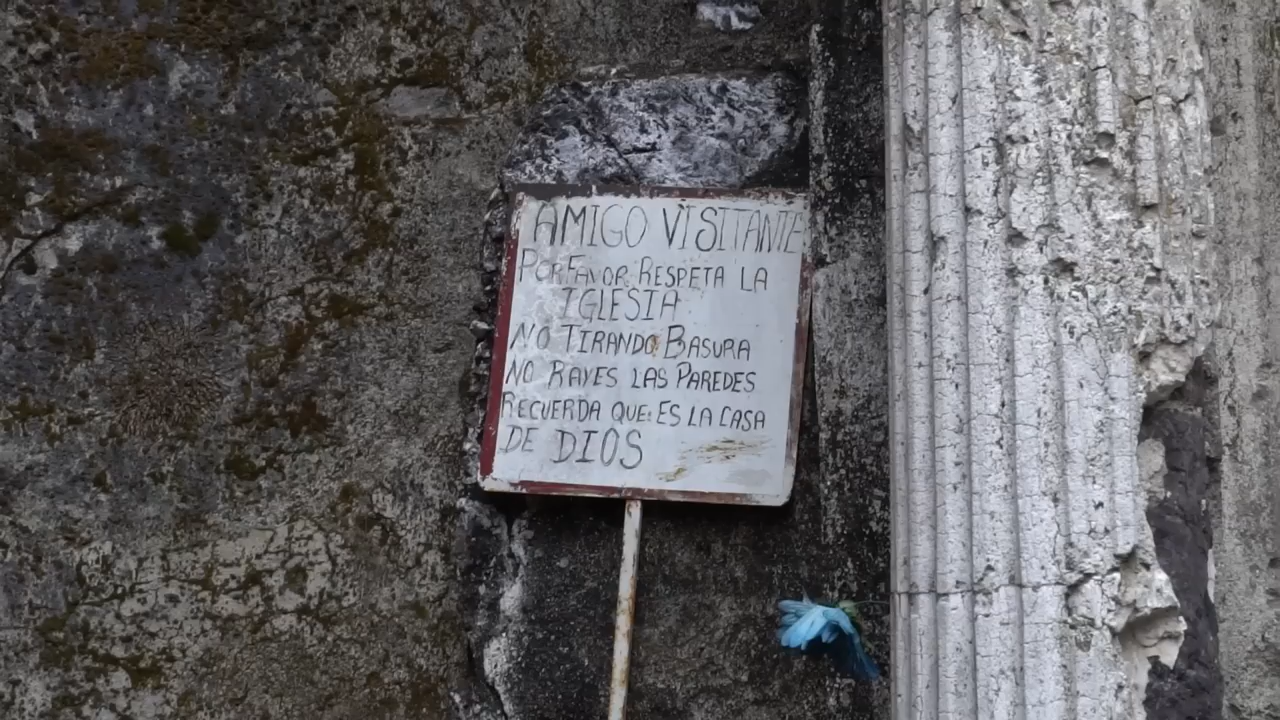 AMIGO VISITANTE
POR FAVOR RESPETA LA
IGLESIA
NO TIRANDO BASURA
NO RAYES LAS PAREDES
RECUERDA QUE ES LA CASA
DE DIOS